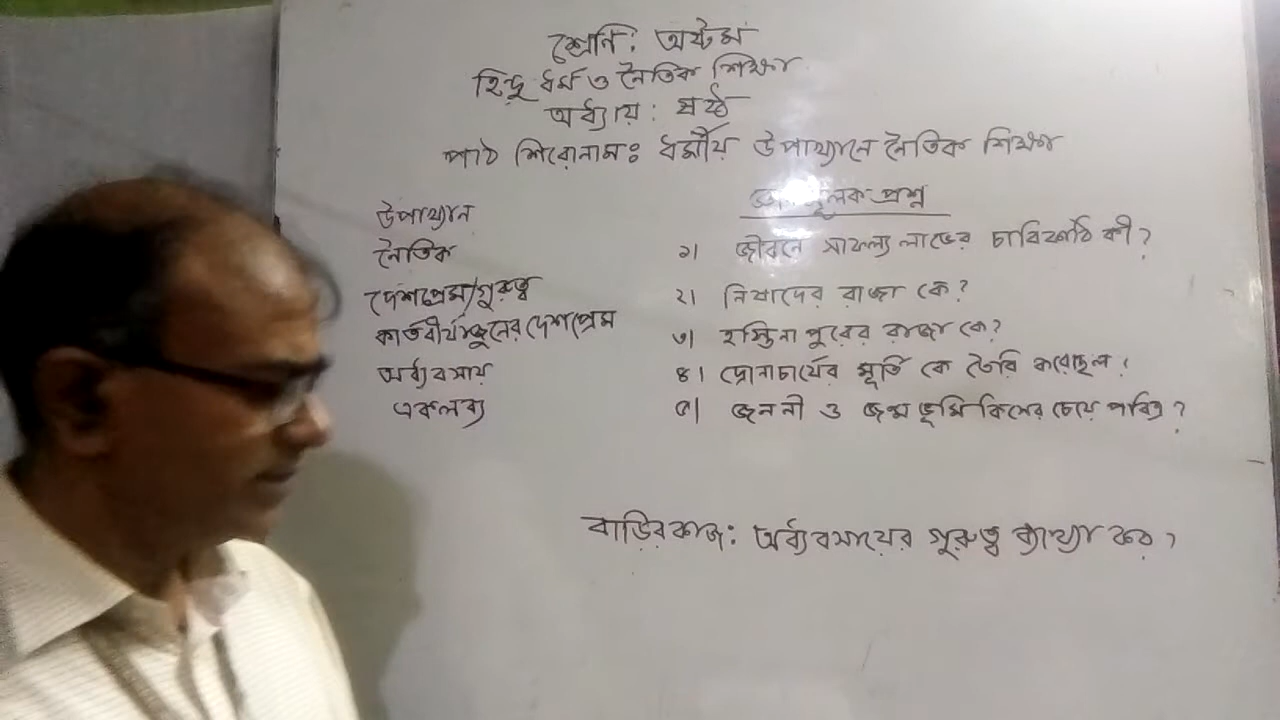 শ্রেণি: অষ্টম
হিন্দু ধর্ম ও নৈতিক শিক্ষা
অধ্যায়: ষষ্ঠ
পাঠ শিরোনামঃ ধর্মীয় উপাখ্যানে নৈতিক শিক্ষা
উপাখ্যান
নৈতিক
দেশপ্রেম/গুরুত্ব
কার্তবীর্যার্জুনের দেশপ্রেম
অধ্যবসায়
একলব্য
মূলক প্রশ্ন
১। জীবনে সাফল্য লাভের চাবিকাঠি কী?
২। নিষাদের রাজা কে?
৩। হস্তিনাপুরের রাজা কে?
৪। দ্রোনাচার্যের মূর্তি কে তৈরি করেছিল?
৫। জননী ও জন্মভূমি কিসের চেয়ে পবিত্র?
বাড়ির কাজ: অধ্যবসায়ের গুরুত্ব ব্যাখ্যা কর?